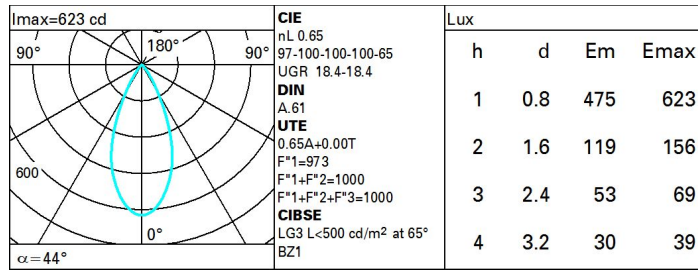 Imax=623 cd
90°
180°
90°
600
0°
α=44°
CIE
nL 0.65
97-100-100-100-65
UGR 18.4-18.4
DIN
A.61
UTE
0.65A+0.00T
F"1=973
F"1+F"2=1000
F"1+F"2+F"3=1000
CIBSE
LG3 L<500 cd/m² at 65°
BZ1
Lux
h d Em Emax
1 0.8 475 623
2 1.6 119 156
3 2.4 53 69
4 3.2 30 39